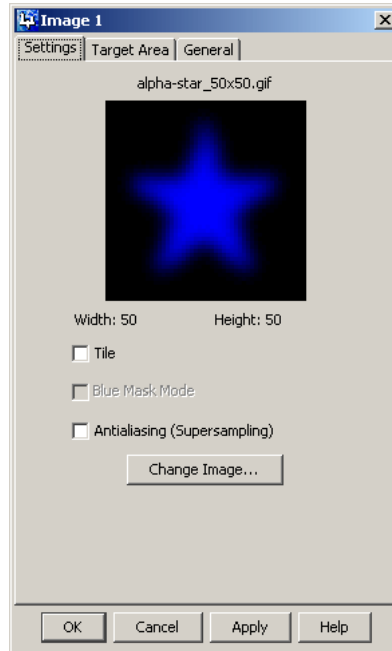 Image 1
Settings Target Area General
alpha-star_50x50.gif
Width: 50 Height: 50
Tile
Blue Mask Mode
Antialiasing (Supersampling)
Change Image...
OK Cancel Apply Help